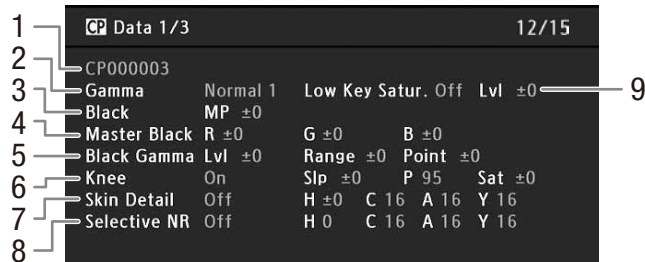 CP Data 1/3 12/15
1 CP000003
2 Gamma Normal 1 Low Key Satur. Off Lvl ±0 9
3 Black MP ±0
4 Master Black R ±0 G ±0 B ±0
5 Black Gamma Lvl ±0 Range ±0 Point ±0
6 Knee On Slp ±0 P 95 Sat ±0
7 Skin Detail Off H ±0 C 16 A 16 Y 16
8 Selective NR Off H 0 C 16 A 16 Y 16